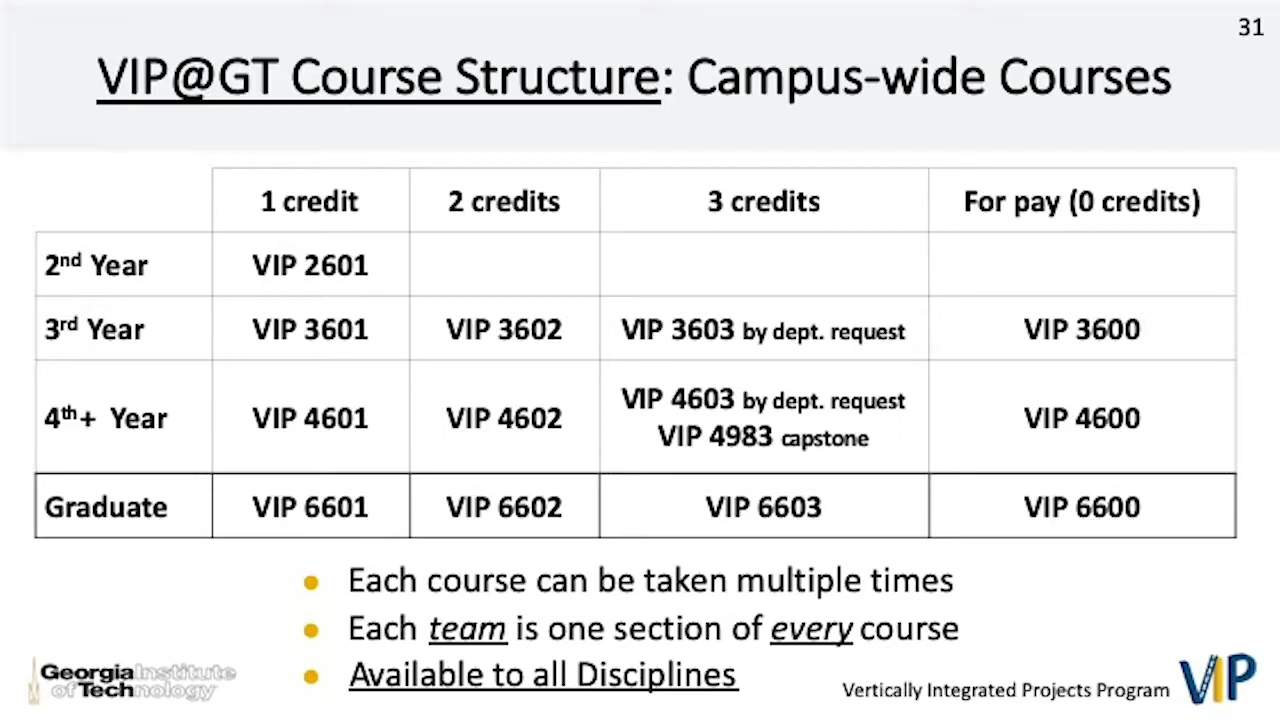 31
VIP@GT Course Structure: Campus-wide Courses
1 credit 2 credits 3 credits For pay (0 credits)
2nd Year VIP 2601
3rd Year VIP 3601 VIP 3602 VIP 3603 by dept. request VIP 3600
4th+ Year VIP 4601 VIP 4602 VIP 4603 by dept. request VIP 4600
VIP 4983 capstone
Graduate VIP 6601 VIP 6602 VIP 6603 VIP 6600
● Each course can be taken multiple times
● Each team is one section of every course
● Available to all Disciplines
Georgia Institute
of Technology
Vertically Integrated Projects Program
VIP